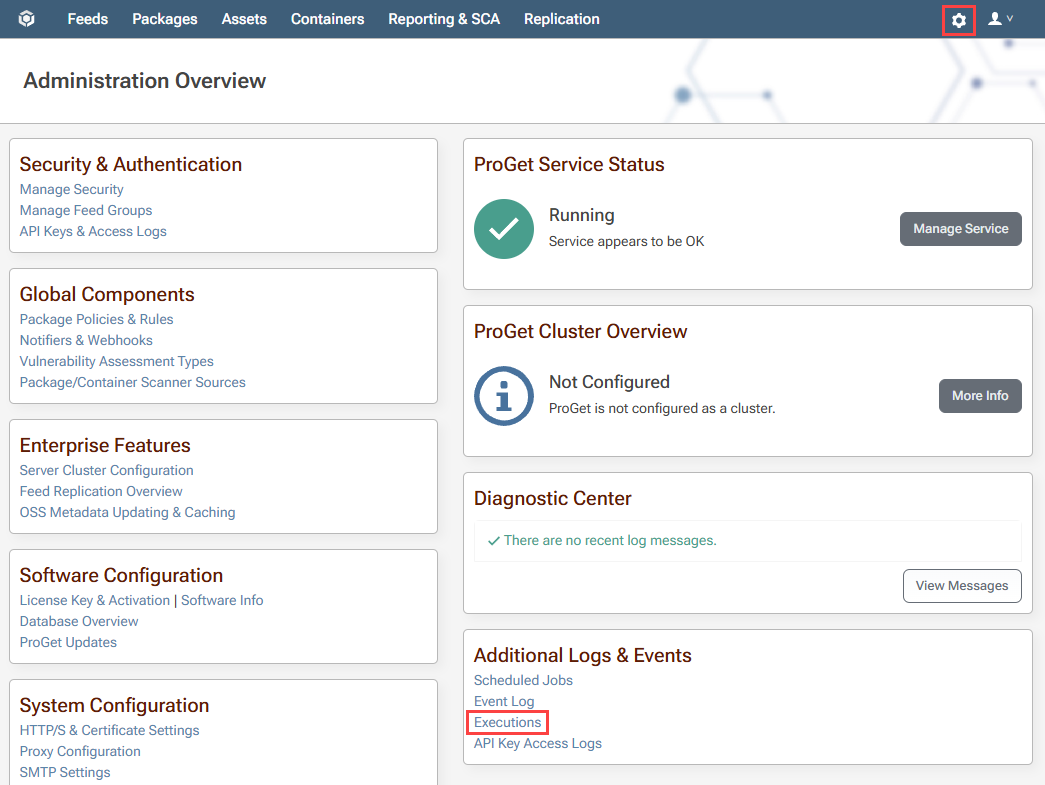 Feeds Packages Assets Containers Reporting & SCA Replication
Administration Overview
Security & Authentication
Manage Security
Manage Feed Groups
API Keys & Access Logs
Global Components
Package Policies & Rules
Notifiers & Webhooks
Vulnerability Assessment Types
Package/Container Scanner Sources
Enterprise Features
Server Cluster Configuration
Feed Replication Overview
OSS Metadata Updating & Caching
Software Configuration
License Key & Activation | Software Info
Database Overview
ProGet Updates
System Configuration
HTTP/S & Certificate Settings
Proxy Configuration
SMTP Settings
ProGet Service Status
Running
Service appears to be OK
Manage Service
ProGet Cluster Overview
Not Configured
ProGet is not configured as a cluster.
More Info
Diagnostic Center
There are no recent log messages.
View Messages
Additional Logs & Events
Scheduled Jobs
Event Log
Executions
API Key Access Logs